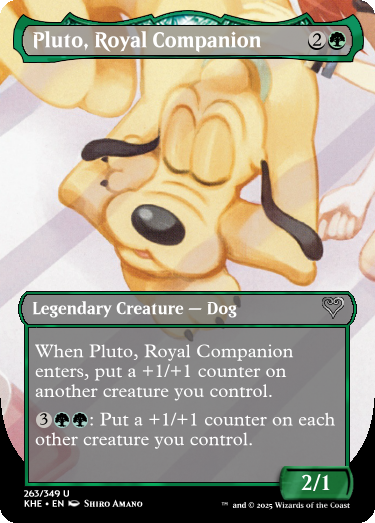 Pluto, Royal Companion 2
Legendary Creature — Dog
When Pluto, Royal Companion
enters, put a +1/+1 counter on
another creature you control.
3: Put a +1/+1 counter on each
other creature you control.
2/1
263/349 U
KHE • EN Shiro Amano
™ and © 2025 Wizards of the Coast